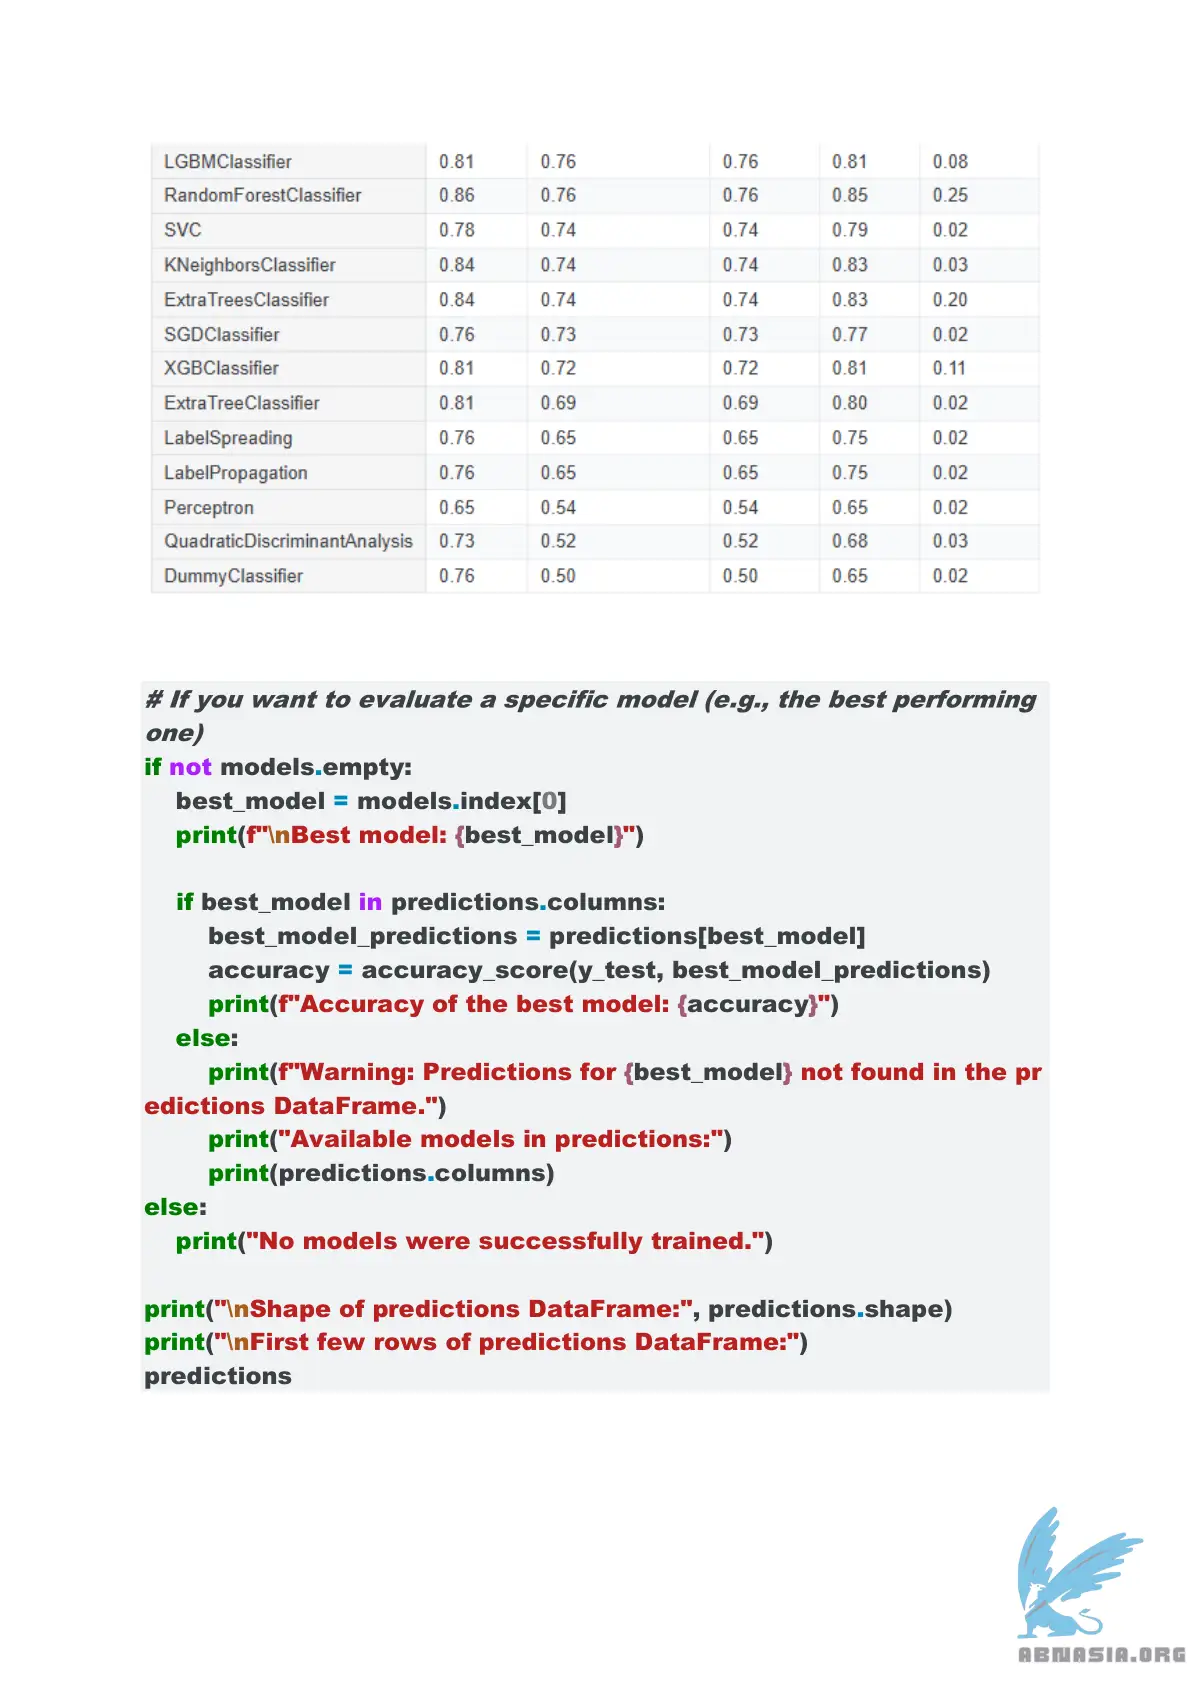 LGBMClassifier 0.81 0.76 0.76 0.81 0.08
RandomForestClassifier 0.86 0.76 0.76 0.85 0.25
SVC 0.78 0.74 0.74 0.79 0.02
KNeighborsClassifier 0.84 0.74 0.74 0.83 0.03
ExtraTreesClassifier 0.84 0.74 0.74 0.83 0.20
SGDClassifier 0.76 0.73 0.73 0.77 0.02
XGBClassifier 0.81 0.72 0.72 0.81 0.11
ExtraTreeClassifier 0.81 0.69 0.69 0.80 0.02
LabelSpreading 0.76 0.65 0.65 0.75 0.02
LabelPropagation 0.76 0.65 0.65 0.75 0.02
Perceptron 0.65 0.54 0.54 0.65 0.02
QuadraticDiscriminantAnalysis 0.73 0.52 0.52 0.68 0.03
DummyClassifier 0.76 0.50 0.50 0.65 0.02
# If you want to evaluate a specific model (e.g., the best performing
one)
if not models.empty:
    best_model = models.index[0]
    print(f"\nBest model: {best_model}")

    if best_model in predictions.columns:
        best_model_predictions = predictions[best_model]
        accuracy = accuracy_score(y_test, best_model_predictions)
        print(f"Accuracy of the best model: {accuracy}")
    else:
        print(f"Warning: Predictions for {best_model} not found in the pr
edictions DataFrame.")
        print("Available models in predictions:")
        print(predictions.columns)
else:
    print("No models were successfully trained.")

print("\nShape of predictions DataFrame:", predictions.shape)
print("\nFirst few rows of predictions DataFrame:")
predictions
ABNASIA.ORG